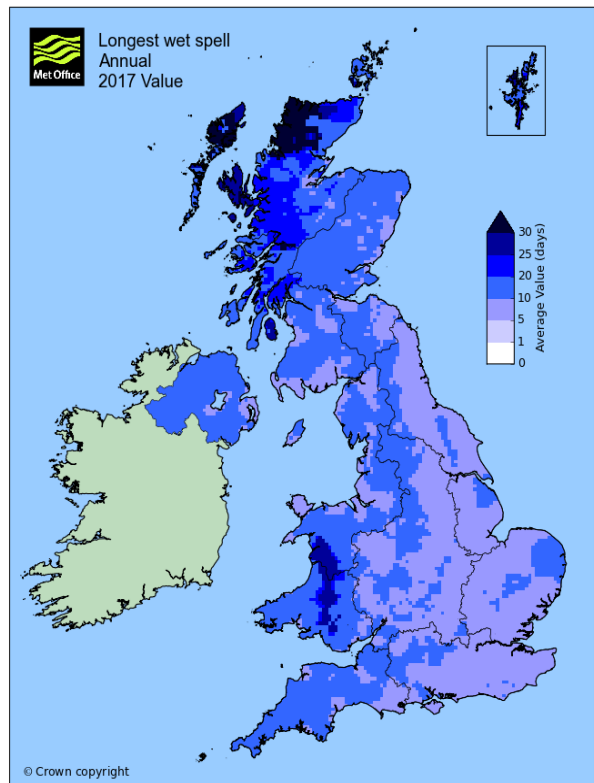 Met Office
Longest wet spell
Annual
2017 Value
30
25
20
10
5
1
0
Average Value (days)
© Crown copyright